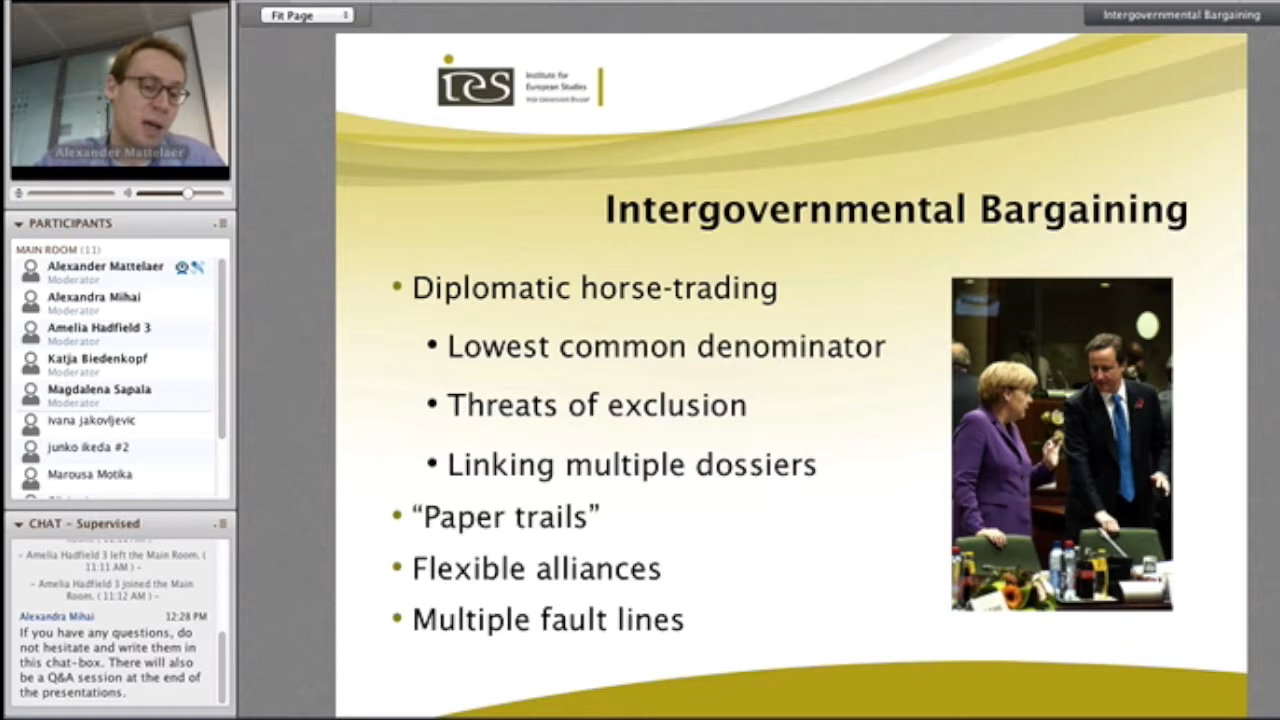 Fit Page
Intergovernmental Bargaining
Alexander Mattelaer
PARTICIPANTS
MAIN ROOM (11)
Alexander Mattelaer
Moderator
Alexandra Mihai
Moderator
Amelia Hadfield 3
Moderator
Katja Biedenkopf
Moderator
Magdalena Sapala
Moderator
ivana jakovljevic
junko ikeda #2
Marousa Motika
CHAT - Supervised
- Amelia Hadfield 3 left the Main Room. (
11:11 AM ) -
- Amelia Hadfield 3 joined the Main
Room. ( 11:12 AM ) -
Alexandra Mihai 12:28 PM
If you have any questions, do
not hesitate and write them in
this chat-box. There will also
be a Q&A session at the end of
the presentations.
ies
Institute for
European Studies
Intergovernmental Bargaining
• Diplomatic horse-trading
• Lowest common denominator
• Threats of exclusion
• Linking multiple dossiers
• “Paper trails”
• Flexible alliances
• Multiple fault lines